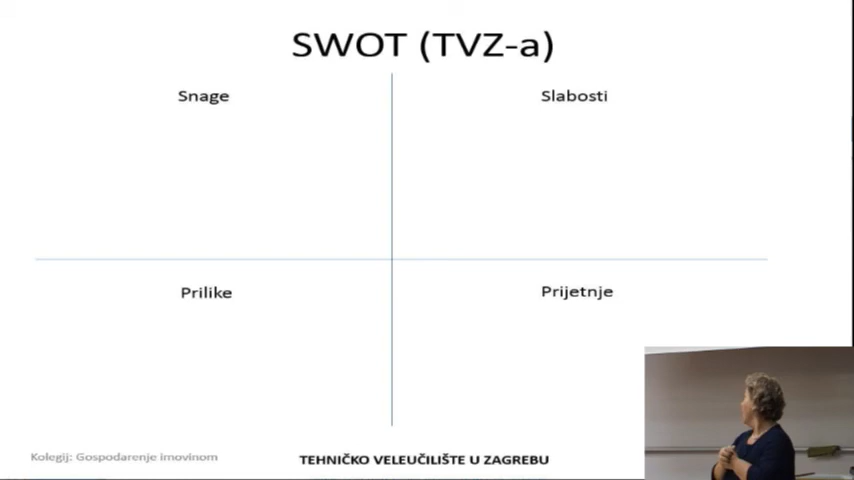 SWOT (TVZ-a)
Snage
Slabosti
Prilike
Prijetnje
Kolegij: Gospodarenje imovinom
TEHNIČKO VELEUČILIŠTE U ZAGREBU